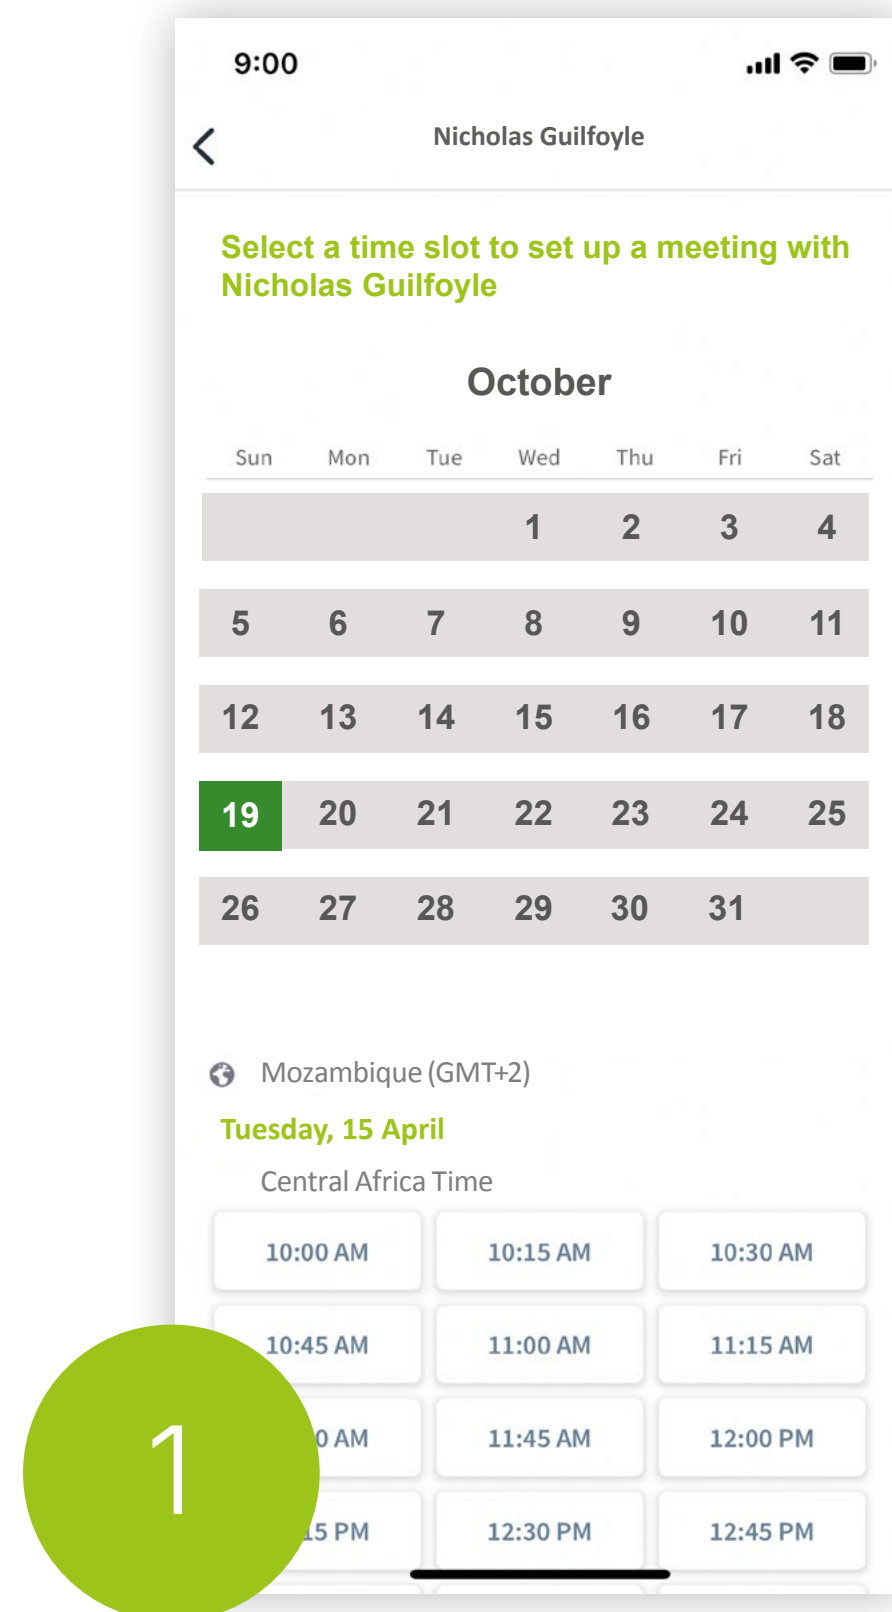 9:00
Nicholas Guilfoyle
Select a time slot to set up a meeting with
Nicholas Guilfoyle
October
Sun Mon Tue Wed Thu Fri Sat
1 2 3 4
5 6 7 8 9 10 11
12 13 14 15 16 17 18
19 20 21 22 23 24 25
26 27 28 29 30 31
Mozambique (GMT+2)
Tuesday, 15 April
Central Africa Time
10:00 AM 10:15 AM 10:30 AM
10:45 AM 11:00 AM 11:15 AM
0 AM 11:45 AM 12:00 PM
15 PM 12:30 PM 12:45 PM
1